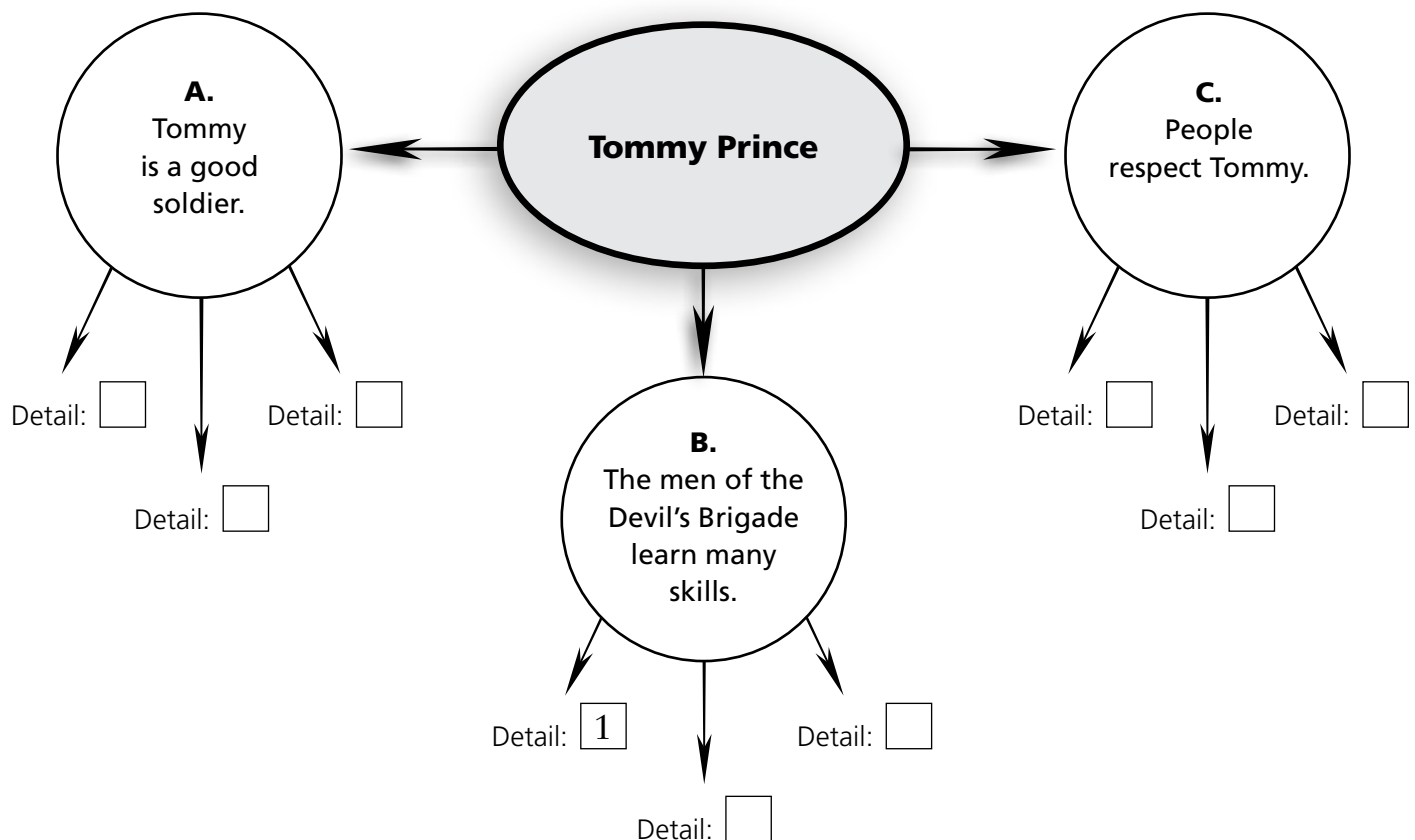 Tommy Prince
A.
Tommy
is a good
soldier.
Detail:
Detail:
Detail:
B.
The men of the
Devil's Brigade
learn many
skills.
Detail: 1
Detail:
Detail:
C.
People
respect Tommy.
Detail:
Detail:
Detail: